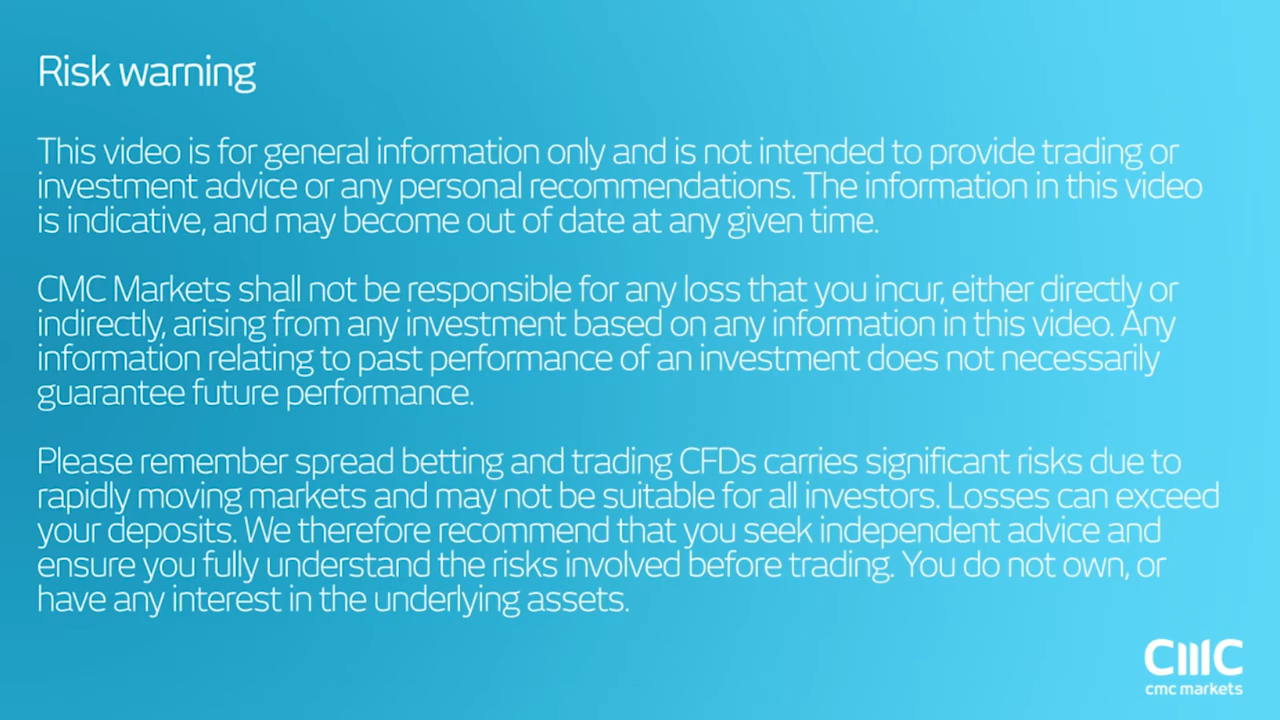 Risk warning
This video is for general information only and is not intended to provide trading or
investment advice or any personal recommendations. The information in this video
is indicative, and may become out of date at any given time.
CMC Markets shall not be responsible for any loss that you incur, either directly or
indirectly, arising from any investment based on any information in this video. Any
information relating to past performance of an investment does not necessarily
guarantee future performance.
Please remember spread betting and trading CFDs carries significant risks due to
rapidly moving markets and may not be suitable for all investors. Losses can exceed
your deposits. We therefore recommend that you seek independent advice and
ensure you fully understand the risks involved before trading. You do not own, or
have any interest in the underlying assets.
CMC
cmc markets